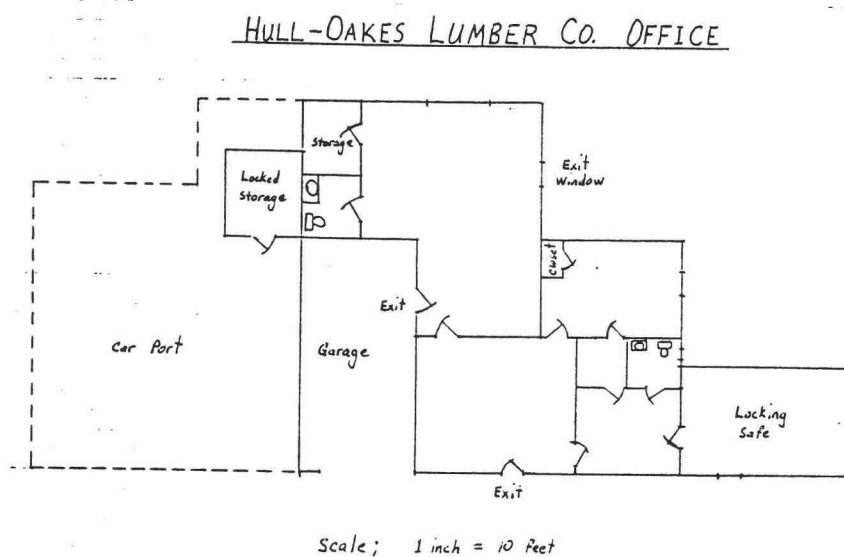 HULL-OAKES LUMBER CO. OFFICE
Storage
Locked
Storage
Exit
Window
Closet
Exit
Car Port
Garage
Locking
Safe
Exit
Scale; 1 inch = 10 feet